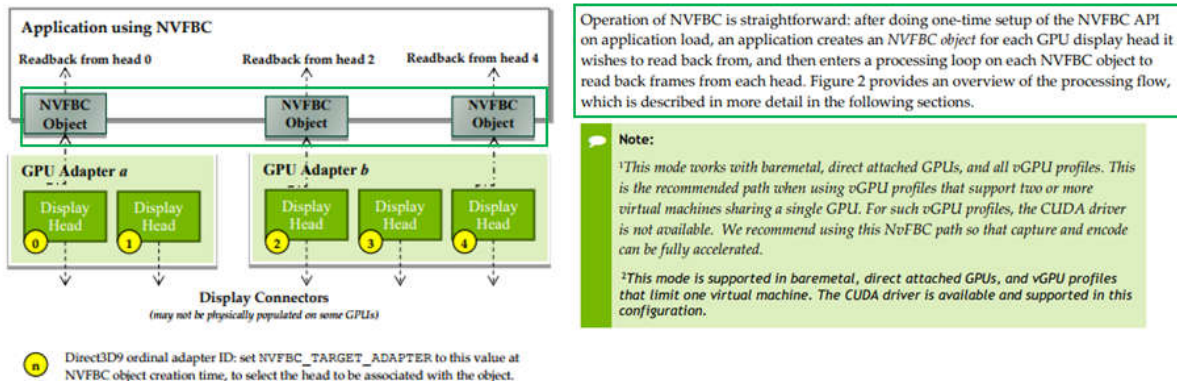 Application using NVFBC
Readback from head 0
Readback from head 2
Readback from head 4
NVFBC
Object
NVFBC
Object
NVFBC
Object
GPU Adapter a
GPU Adapter b
Display
Head
0
Display
Head
1
Display
Head
2
Display
Head
3
Display
Head
4
Display Connectors
(may not be physically populated on some GPUs)
n
Direct3D9 ordinal adapter ID: set NVFBC_TARGET_ADAPTER to this value at
NVFBC object creation time, to select the head to be associated with the object.
Operation of NVFBC is straightforward: after doing one-time setup of the NVFBC API
on application load, an application creates an NVFBC object for each GPU display head it
wishes to read back from, and then enters a processing loop on each NVFBC object to
read back frames from each head. Figure 2 provides an overview of the processing flow,
which is described in more detail in the following sections.
Note:
¹This mode works with baremetal, direct attached GPUs, and all vGPU profiles. This
is the recommended path when using vGPU profiles that support two or more
virtual machines sharing a single GPU. For such vGPU profiles, the CUDA driver
is not available. We recommend using this NvFBC path so that capture and encode
can be fully accelerated.
²This mode is supported in baremetal, direct attached GPUs, and vGPU profiles
that limit one virtual machine. The CUDA driver is available and supported in this
configuration.